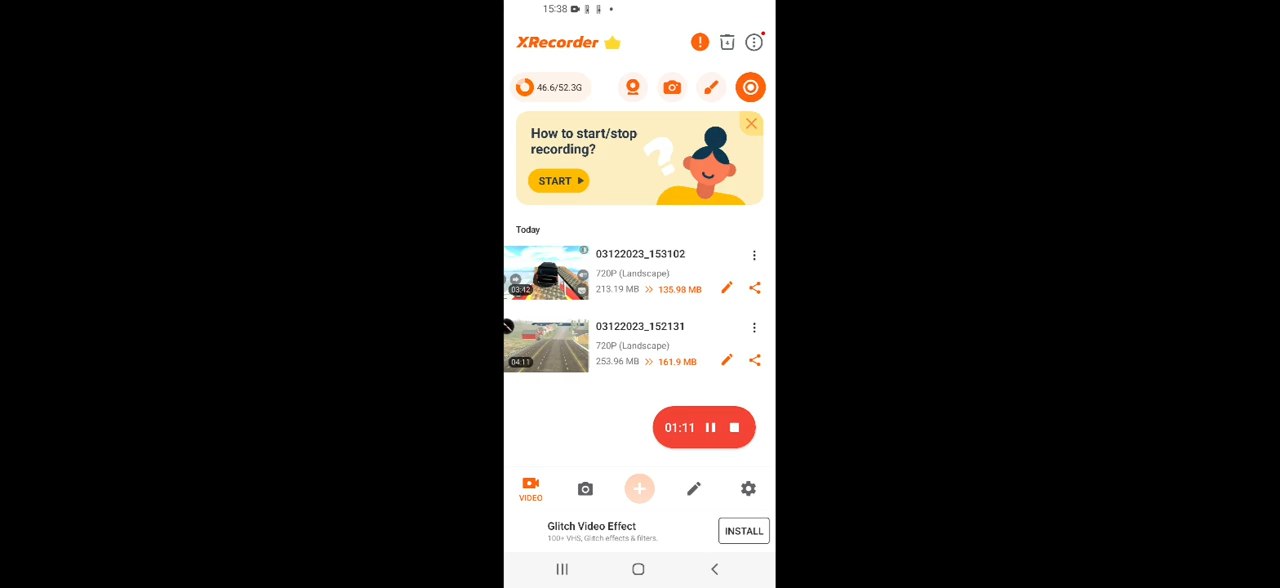 15:38
XRecorder
46.6/52.3G
How to start/stop
recording?
START
Today
03122023_153102
720P (Landscape)
03:42
213.19 MB >> 135.98 MB
03122023_152131
720P (Landscape)
04:11
253.96 MB >> 161.9 MB
01:11
VIDEO
Glitch Video Effect
100+ VHS, Glitch effects & filters.
INSTALL